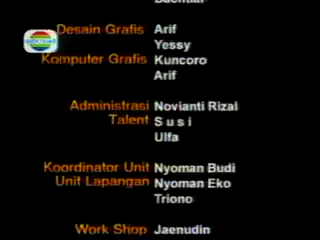 Desain Grafis Arif
Yessy
Komputer Grafis Kuncoro
Arif
Administrasi Novianti Rizal
Talent S u s i
Ulfa
Koordinator Unit Nyoman Budi
Unit Lapangan Nyoman Eko
Triono
Work Shop Jaenudin